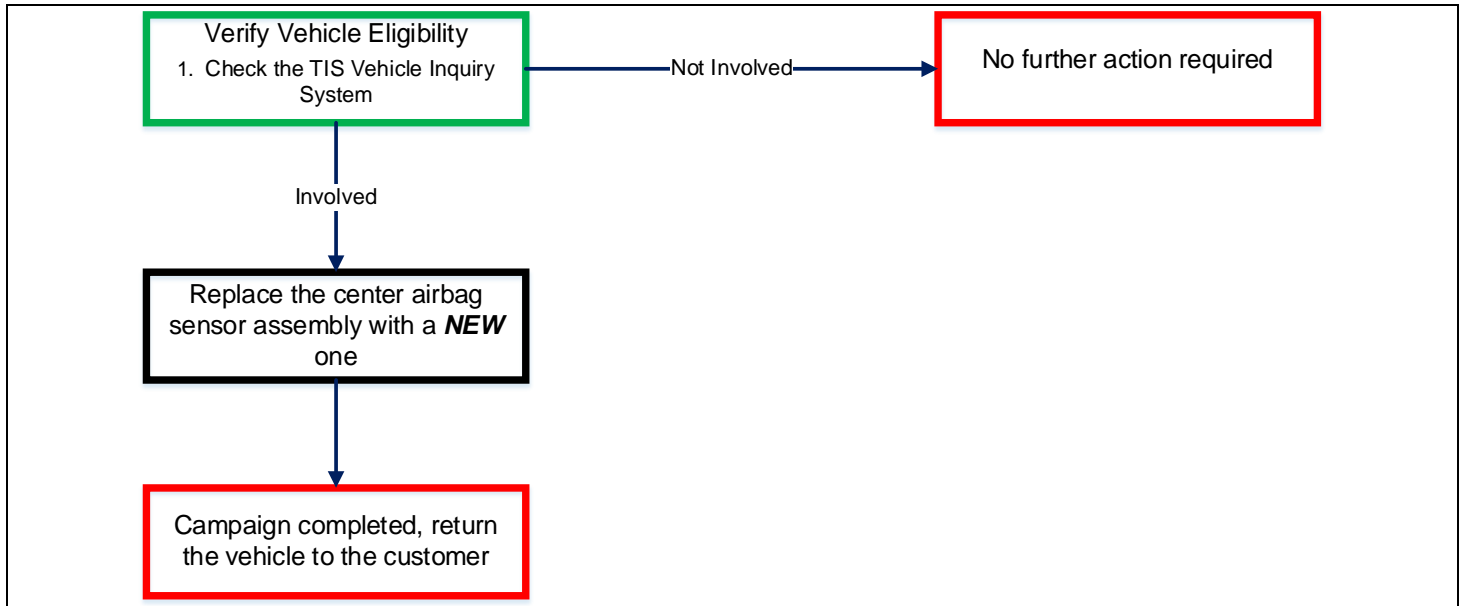 Verify Vehicle Eligibility
1. Check the TIS Vehicle Inquiry
System
Not Involved
No further action required
Involved
Replace the center airbag
sensor assembly with a NEW
one
Campaign completed, return
the vehicle to the customer